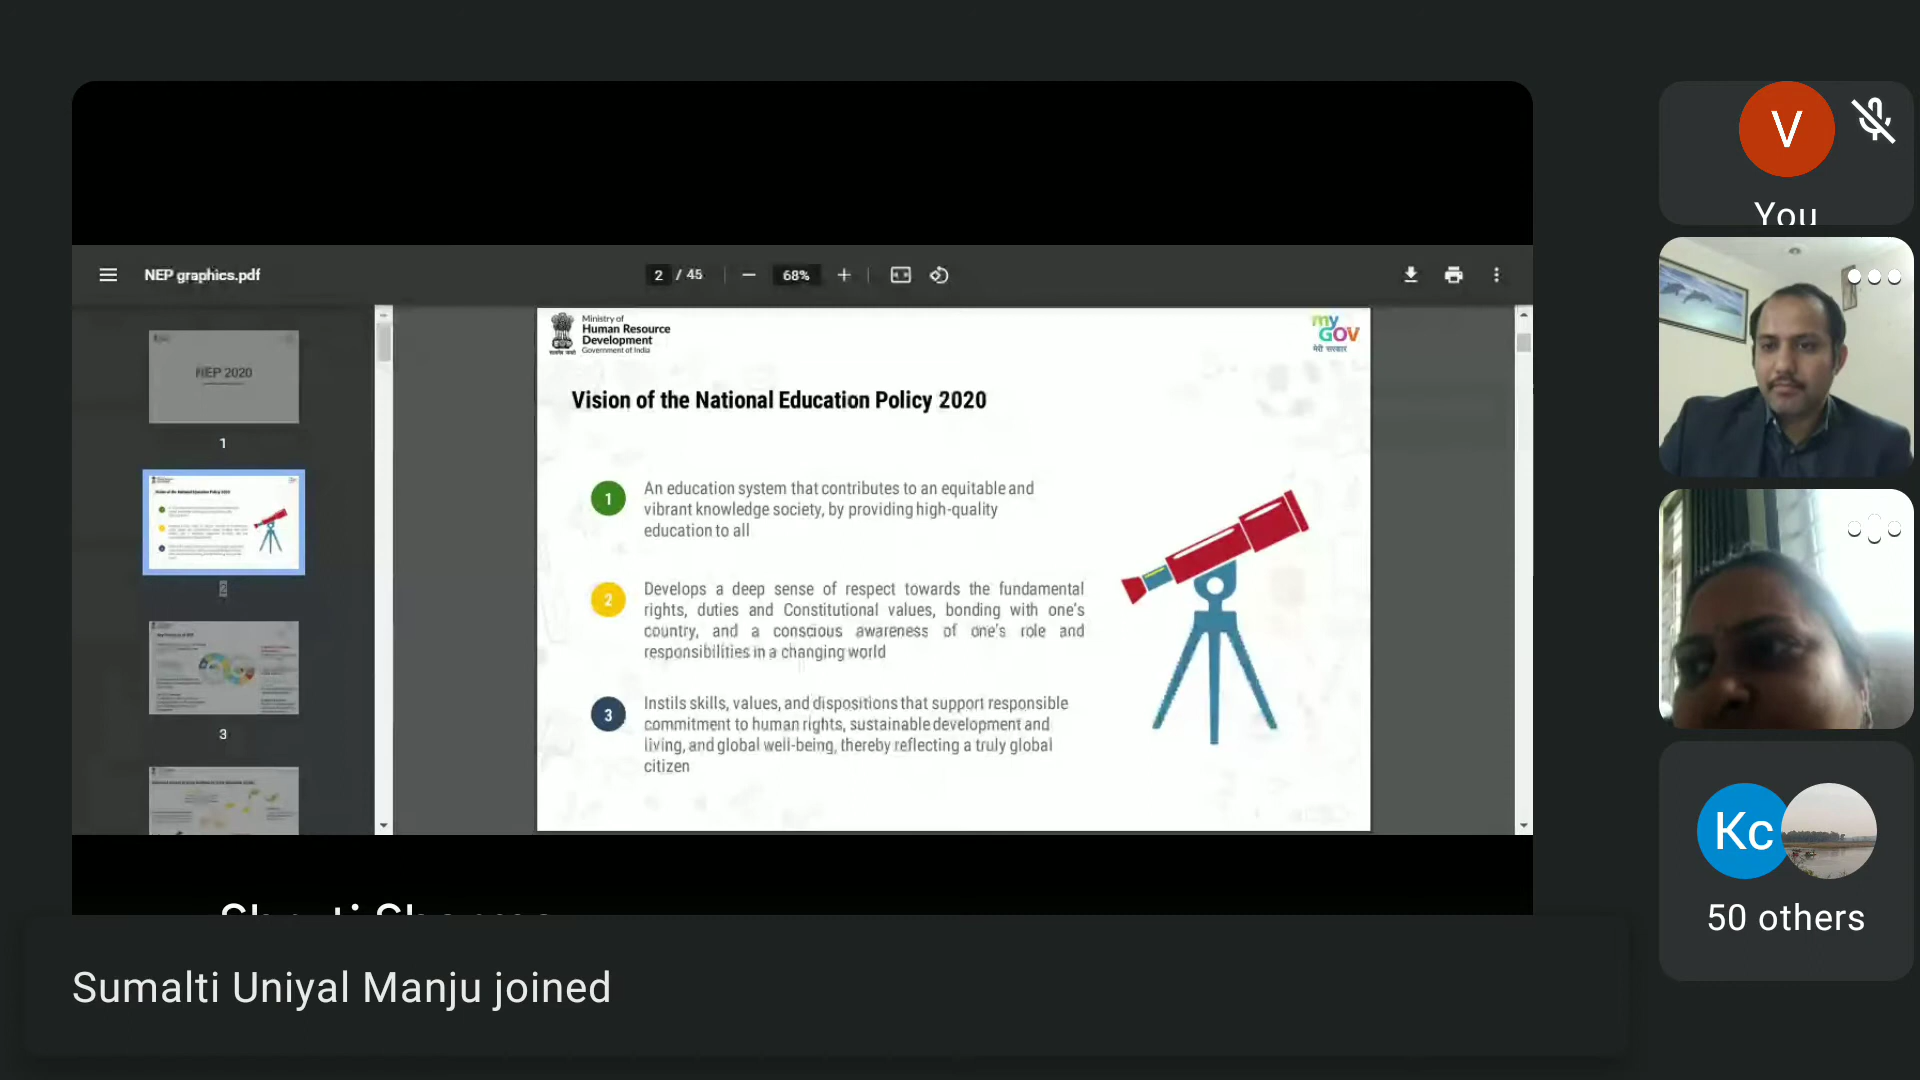 V
You
NEP graphics.pdf
2 / 45
68%
Ministry of
Human Resource
Development
Government of India
my
GOV
मेरी सरकार
NEP 2020
1
2
3
Vision of the National Education Policy 2020
1
An education system that contributes to an equitable and
vibrant knowledge society, by providing high-quality
education to all
2
Develops a deep sense of respect towards the fundamental
rights, duties and Constitutional values, bonding with one's
country, and a conscious awareness of one's role and
responsibilities in a changing world
3
Instils skills, values, and dispositions that support responsible
commitment to human rights, sustainable development and
living, and global well-being, thereby reflecting a truly global
citizen
Kc
50 others
Sumalti Uniyal Manju joined